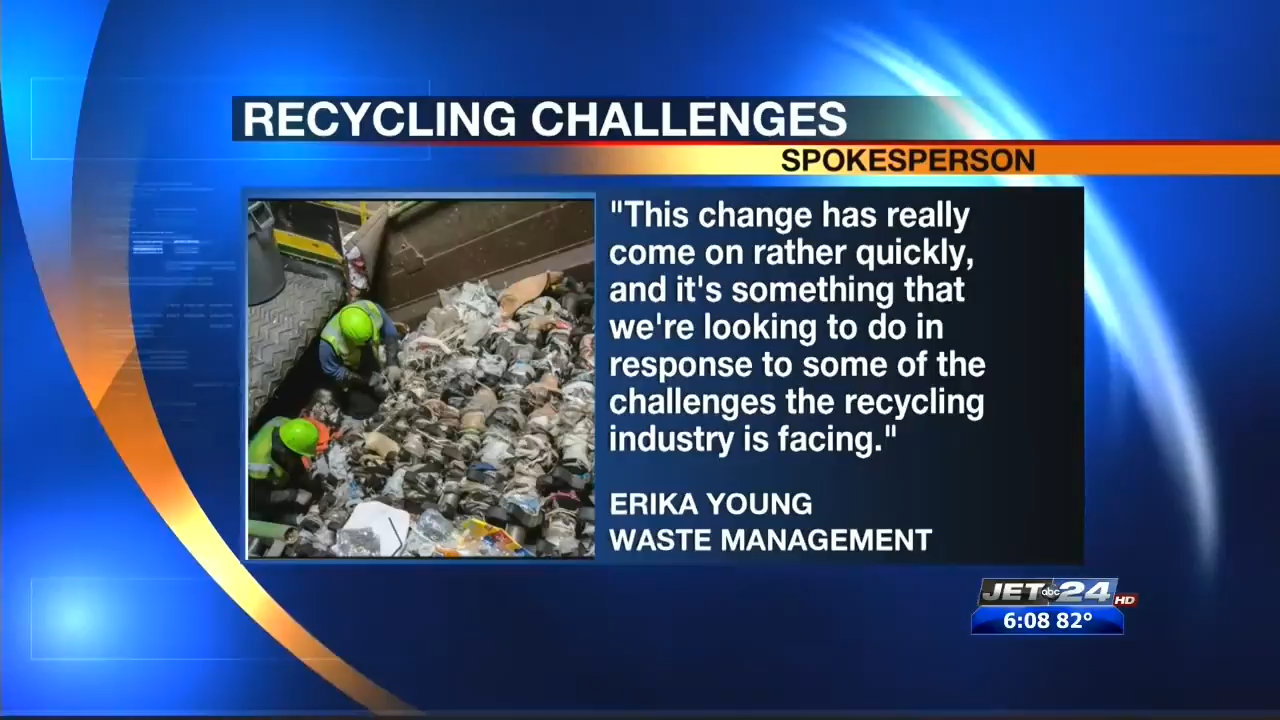 RECYCLING CHALLENGES
SPOKESPERSON
"This change has really
come on rather quickly,
and it's something that
we're looking to do in
response to some of the
challenges the recycling
industry is facing."
ERIKA YOUNG
WASTE MANAGEMENT
JET abc 24 HD
6:08 82°